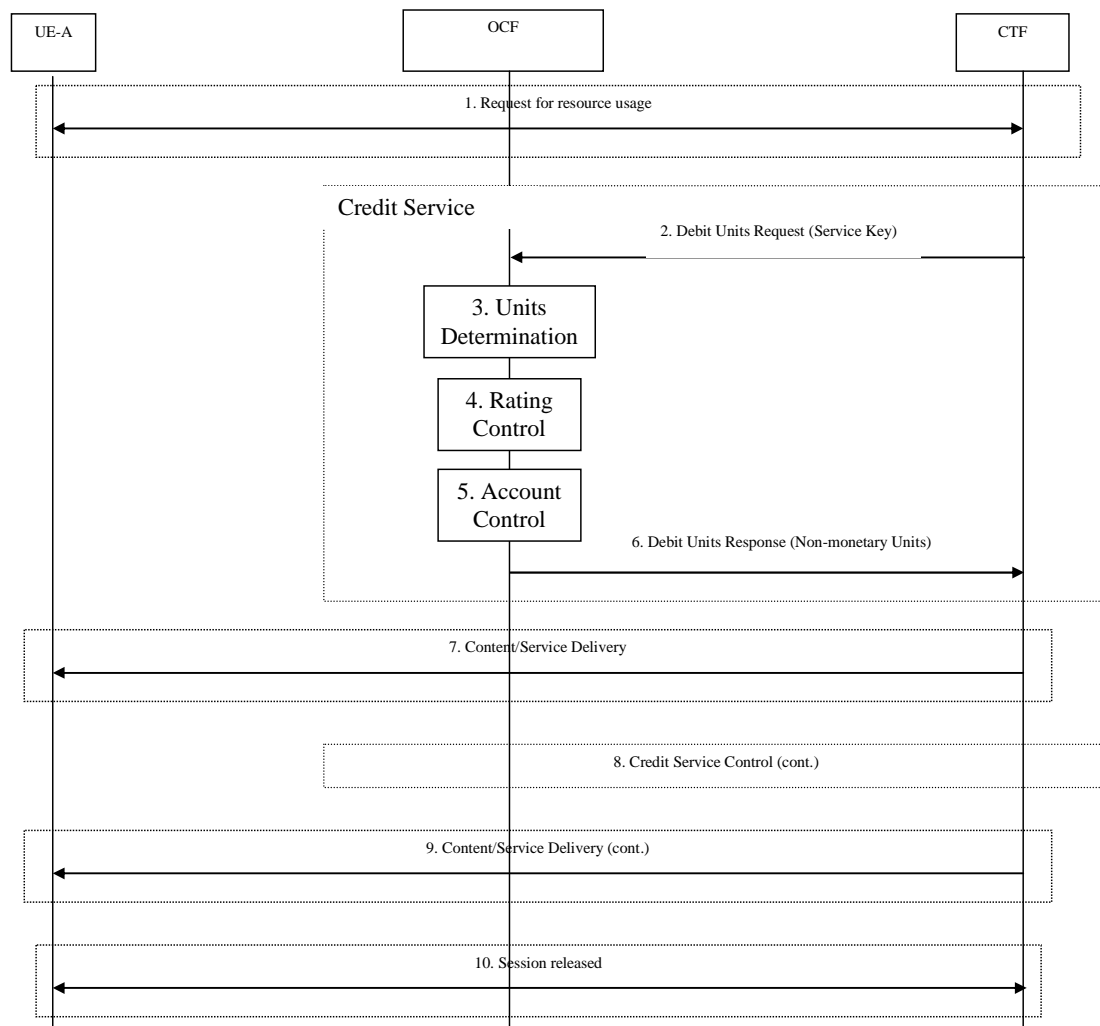 UE-A
OCF
CTF
1. Request for resource usage
Credit Service
2. Debit Units Request (Service Key)
3. Units
Determination
4. Rating
Control
5. Account
Control
6. Debit Units Response (Non-monetary Units)
7. Content/Service Delivery
8. Credit Service Control (cont.)
9. Content/Service Delivery (cont.)
10. Session released